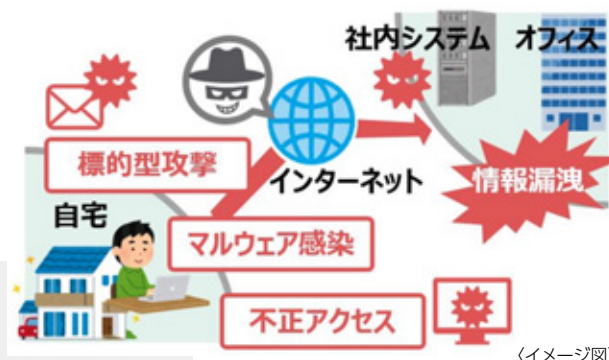 社内システム オフィス
標的型攻撃
インターネット
情報漏洩
自宅
マルウェア感染
不正アクセス
〈イメージ図